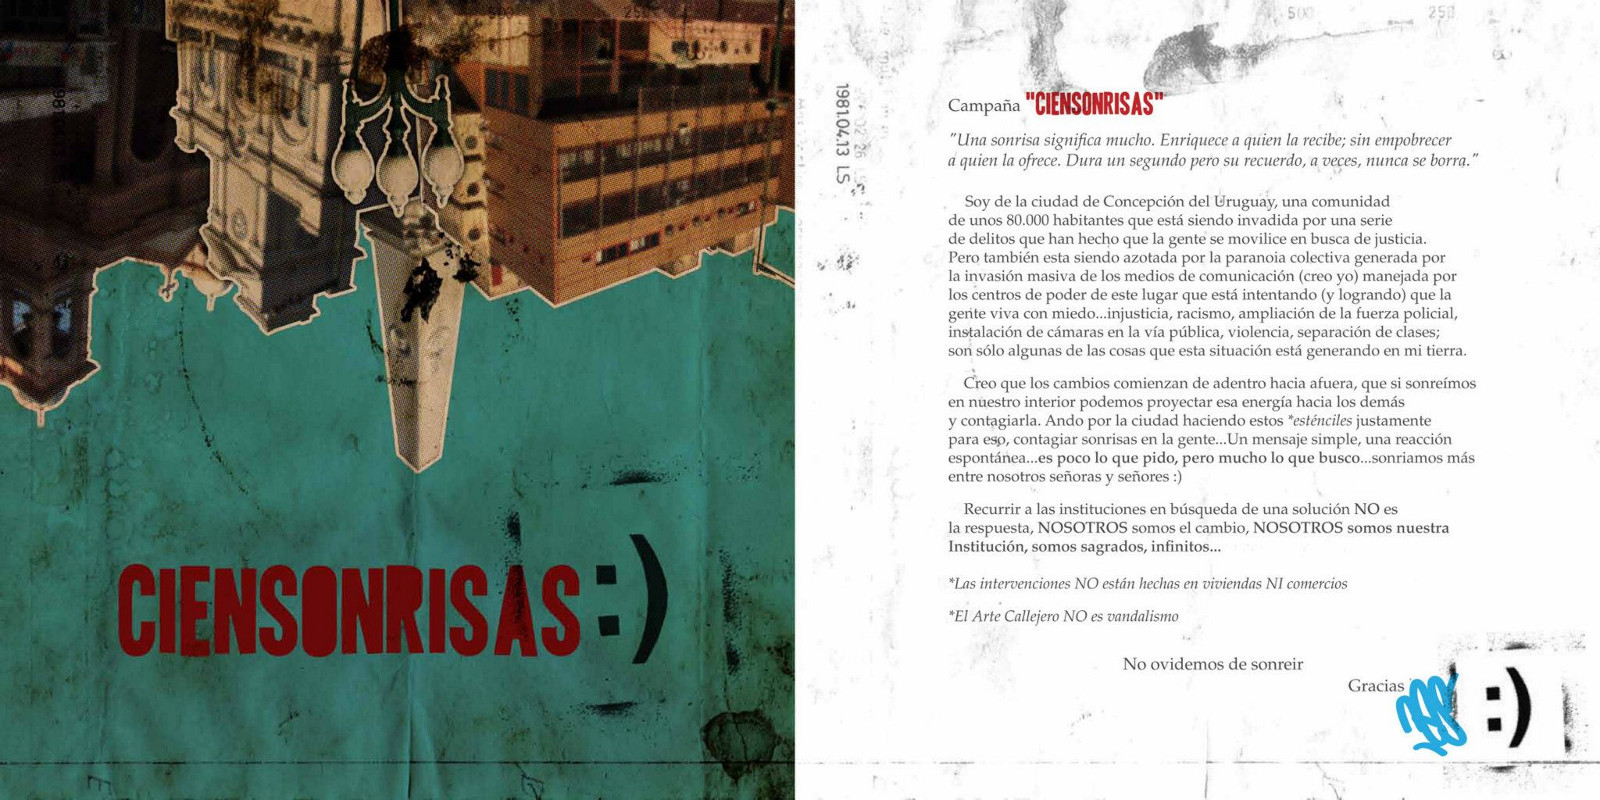 CIENSONRISAS :)
500
250
1981.04.13 LS
Campaña "CIENSONRISAS"
"Una sonrisa significa mucho. Enriquece a quien la recibe; sin empobrecer
a quien la ofrece. Dura un segundo pero su recuerdo, a veces, nunca se borra."
Soy de la ciudad de Concepción del Uruguay, una comunidad
de unos 80.000 habitantes que está siendo invadida por una serie
de delitos que han hecho que la gente se movilice en busca de justicia.
Pero también esta siendo azotada por la paranoia colectiva generada por
la invasión masiva de los medios de comunicación (creo yo) manejada por
los centros de poder de este lugar que está intentando (y logrando) que la
gente viva con miedo...injusticia, racismo, ampliación de la fuerza policial,
instalación de cámaras en la vía pública, violencia, separación de clases;
son sólo algunas de las cosas que esta situación está generando en mi tierra.
Creo que los cambios comienzan de adentro hacia afuera, que si sonreímos
en nuestro interior podemos proyectar esa energía hacia los demás
y contagiarla. Ando por la ciudad haciendo estos *esténciles justamente
para eso, contagiar sonrisas en la gente...Un mensaje simple, una reacción
espontánea...es poco lo que pido, pero mucho lo que busco...sonriamos más
entre nosotros señoras y señores :)
Recurrir a las instituciones en búsqueda de una solución NO es
la respuesta, NOSOTROS somos el cambio, NOSOTROS somos nuestra
Institución, somos sagrados, infinitos...
*Las intervenciones NO están hechas en viviendas NI comercios
*El Arte Callejero NO es vandalismo
No ovidemos de sonreir
Gracias
:)